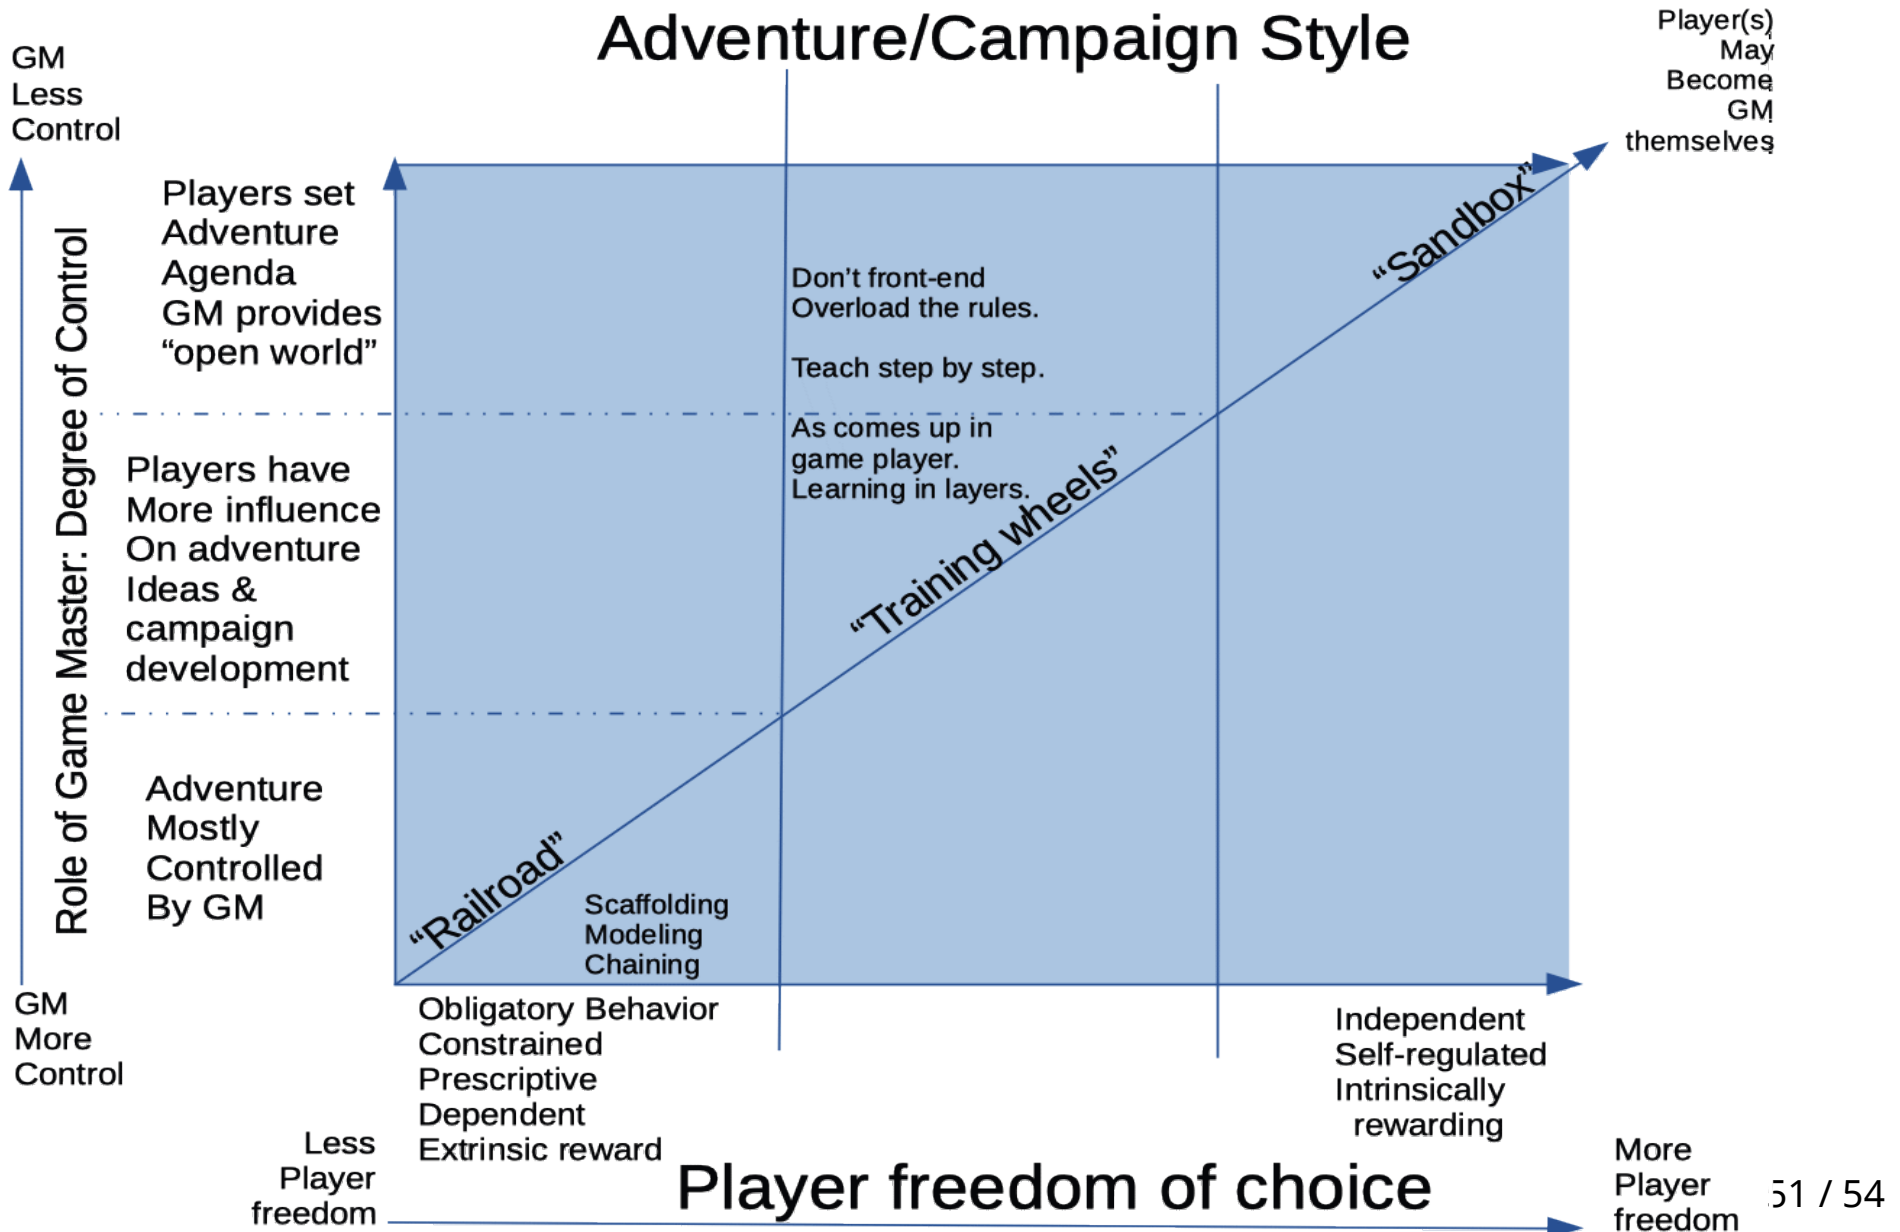 Adventure/Campaign Style
Player(s)
May
Become
GM
themselves
GM
Less
Control
Role of Game Master: Degree of Control
Players set
Adventure
Agenda
GM provides
“open world”
Players have
More influence
On adventure
Ideas &
campaign
development
Adventure
Mostly
Controlled
By GM
GM
More
Control
Don’t front-end
Overload the rules.
Teach step by step.
As comes up in
game player.
Learning in layers.
“Sandbox”
“Training wheels”
“Railroad”
Scaffolding
Modeling
Chaining
Obligatory Behavior
Constrained
Prescriptive
Dependent
Extrinsic reward
Independent
Self-regulated
Intrinsically
rewarding
Less
Player
freedom
Player freedom of choice
More
Player
freedom
51 / 54